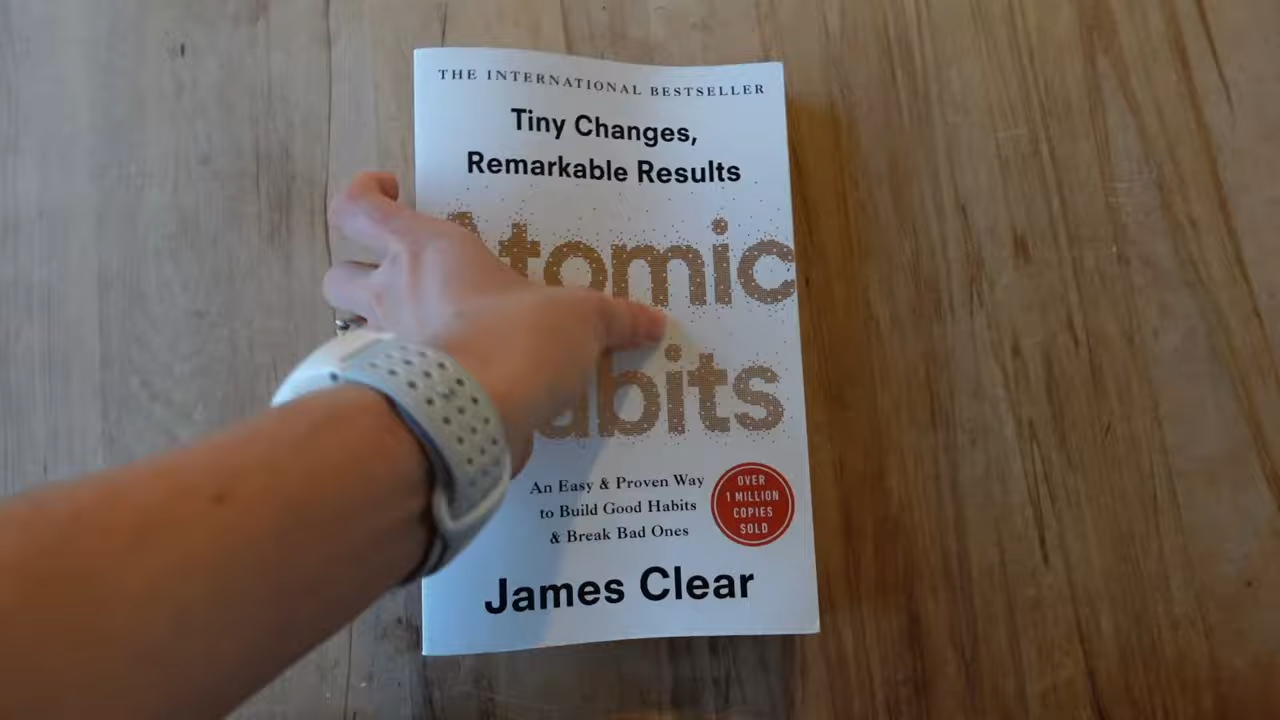 THE INTERNATIONAL BESTSELLER
Tiny Changes,
Remarkable Results
Atomic
abits
An Easy & Proven Way
to Build Good Habits
& Break Bad Ones
OVER
1 MILLION
COPIES
SOLD
James Clear